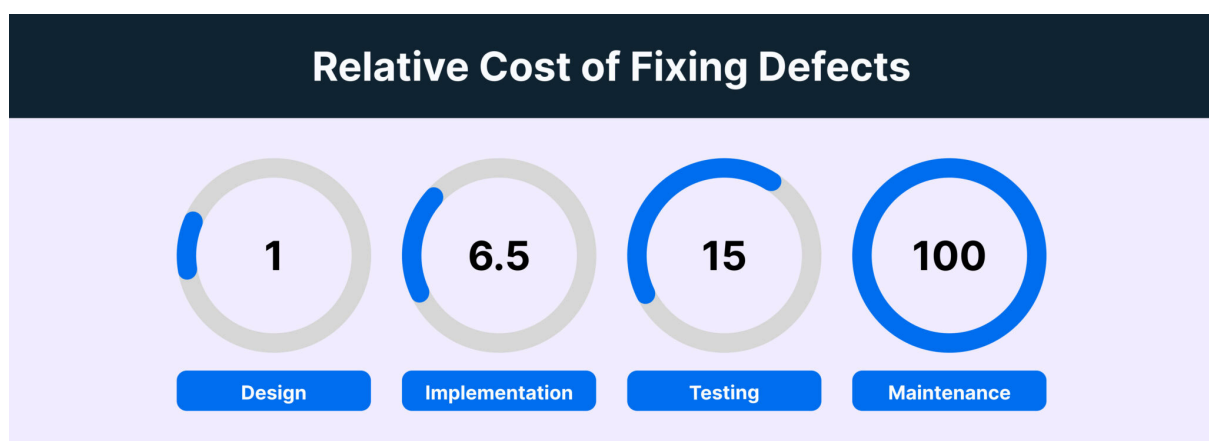 Relative Cost of Fixing Defects
1
6.5
15
100
Design
Implementation
Testing
Maintenance